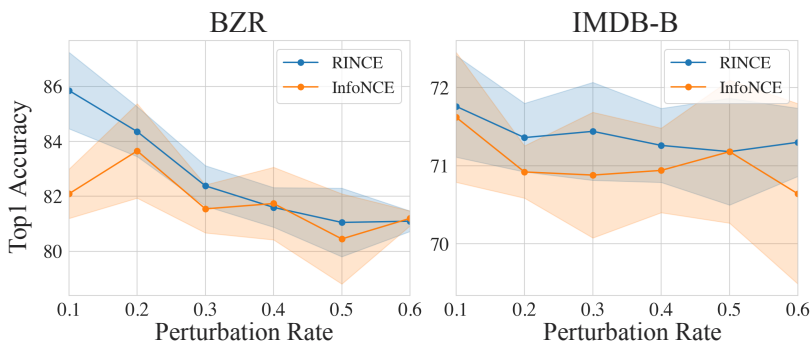 BZR
RINCE
InfoNCE
86
84
82
80
Top1 Accuracy
0.1 0.2 0.3 0.4 0.5 0.6
Perturbation Rate
IMDB-B
RINCE
InfoNCE
72
71
70
0.1 0.2 0.3 0.4 0.5 0.6
Perturbation Rate